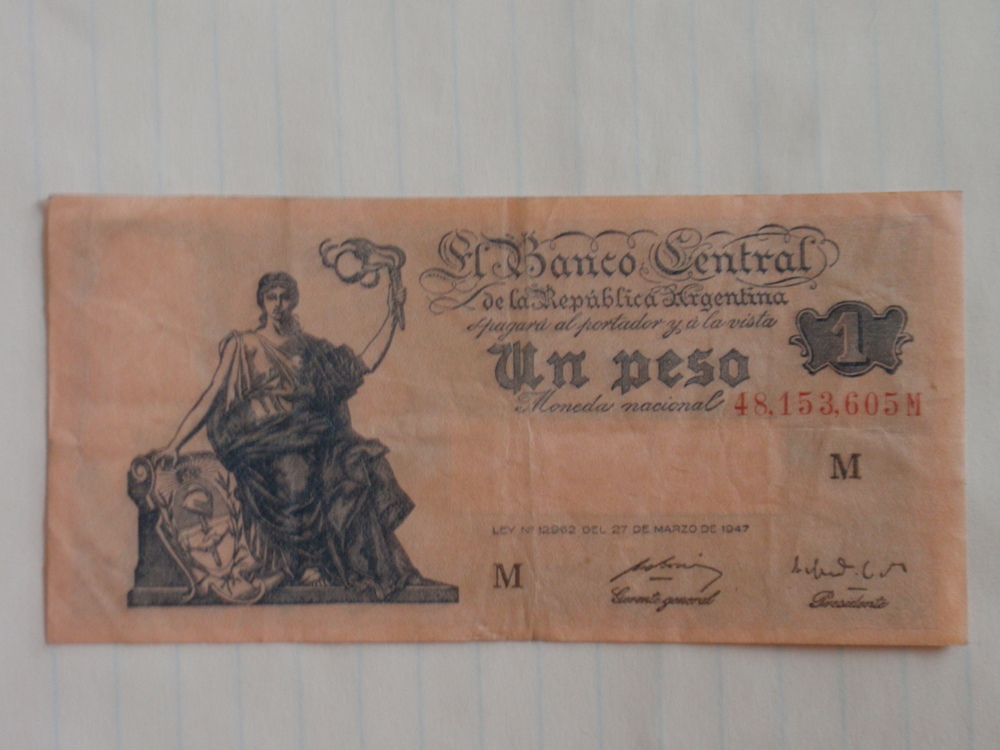 El Banco Central
de la República Argentina
pagará al portador y á la vista
1
Un peso
Moneda nacional 48,153,605M
M
LEY Nº 12962 DEL 27 DE MARZO DE 1947
M
Gerente general
Presidente